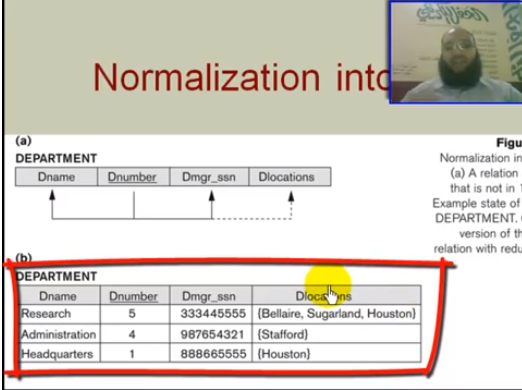 Normalization into
(a)
DEPARTMENT
Dname Dnumber Dmgr_ssn Dlocations
(b)
DEPARTMENT
Dname Dnumber Dmgr_ssn Dlocations
Research 5 333445555 {Bellaire, Sugarland, Houston}
Administration 4 987654321 {Stafford}
Headquarters 1 888665555 {Houston}
Figu
Normalization in
(a) A relation
that is not in 1
Example state of
DEPARTMENT.
version of th
relation with redu